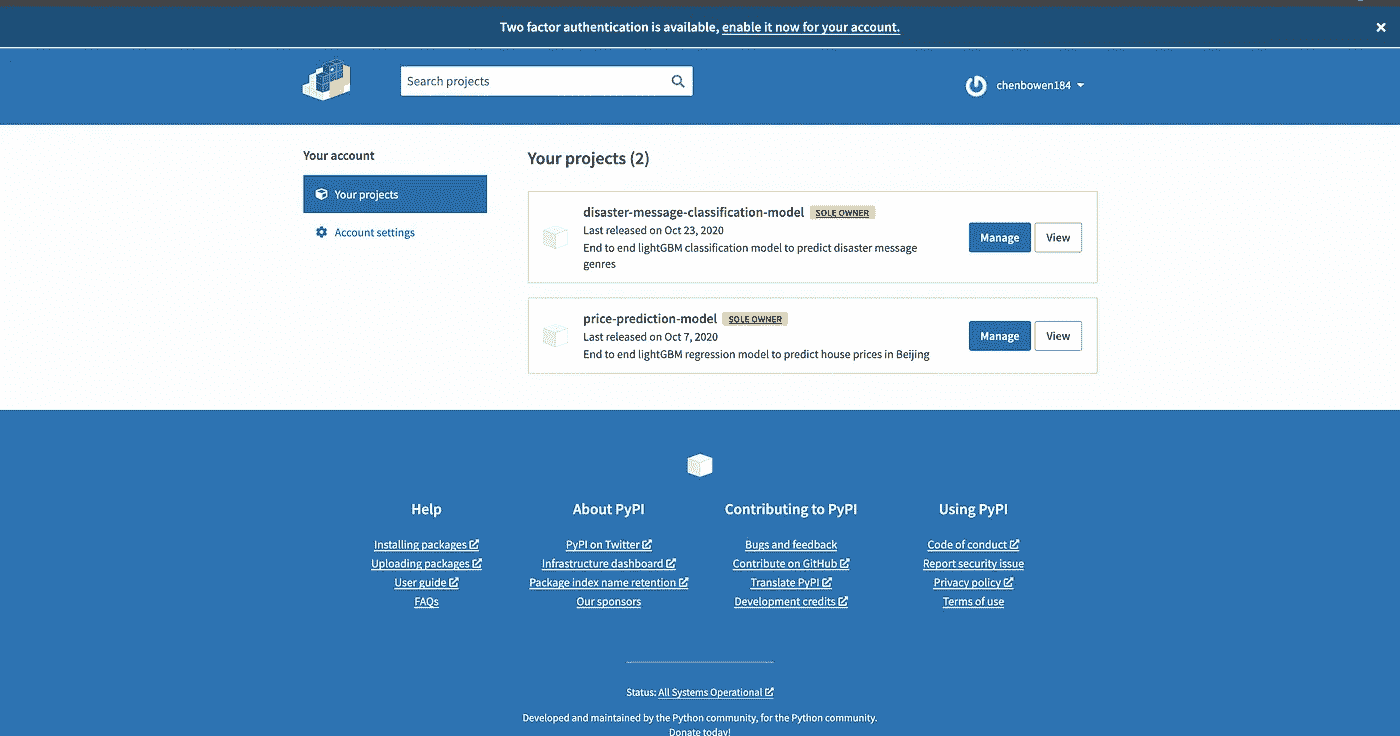 Two factor authentication is available, enable it now for your account.
Search projects
chenbowen184
Your account
Your projects
Account settings
Your projects (2)
disaster-message-classification-model SOLE OWNER
Last released on Oct 23, 2020
End to end lightGBM classification model to predict disaster message
genres
Manage View
price-prediction-model SOLE OWNER
Last released on Oct 7, 2020
End to end lightGBM regression model to predict house prices in Beijing
Manage View
Help
Installing packages
Uploading packages
User guide
FAQs
About PyPI
PyPI on Twitter
Infrastructure dashboard
Package index name retention
Our sponsors
Contributing to PyPI
Bugs and feedback
Contribute on GitHub
Translate PyPI
Development credits
Using PyPI
Code of conduct
Report security issue
Privacy policy
Terms of use
Status: All Systems Operational
Developed and maintained by the Python community, for the Python community.
Donate today!